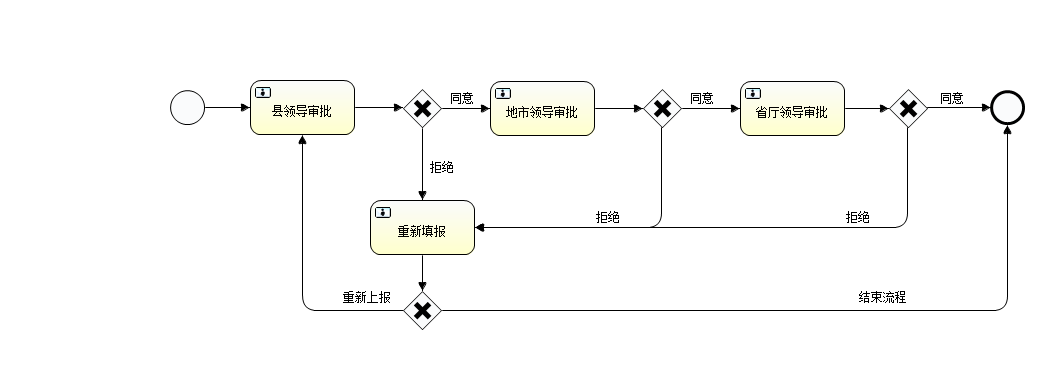 县领导审批
同意
地市领导审批
同意
省厅领导审批
同意
拒绝
重新填报
拒绝
拒绝
重新上报
结束流程